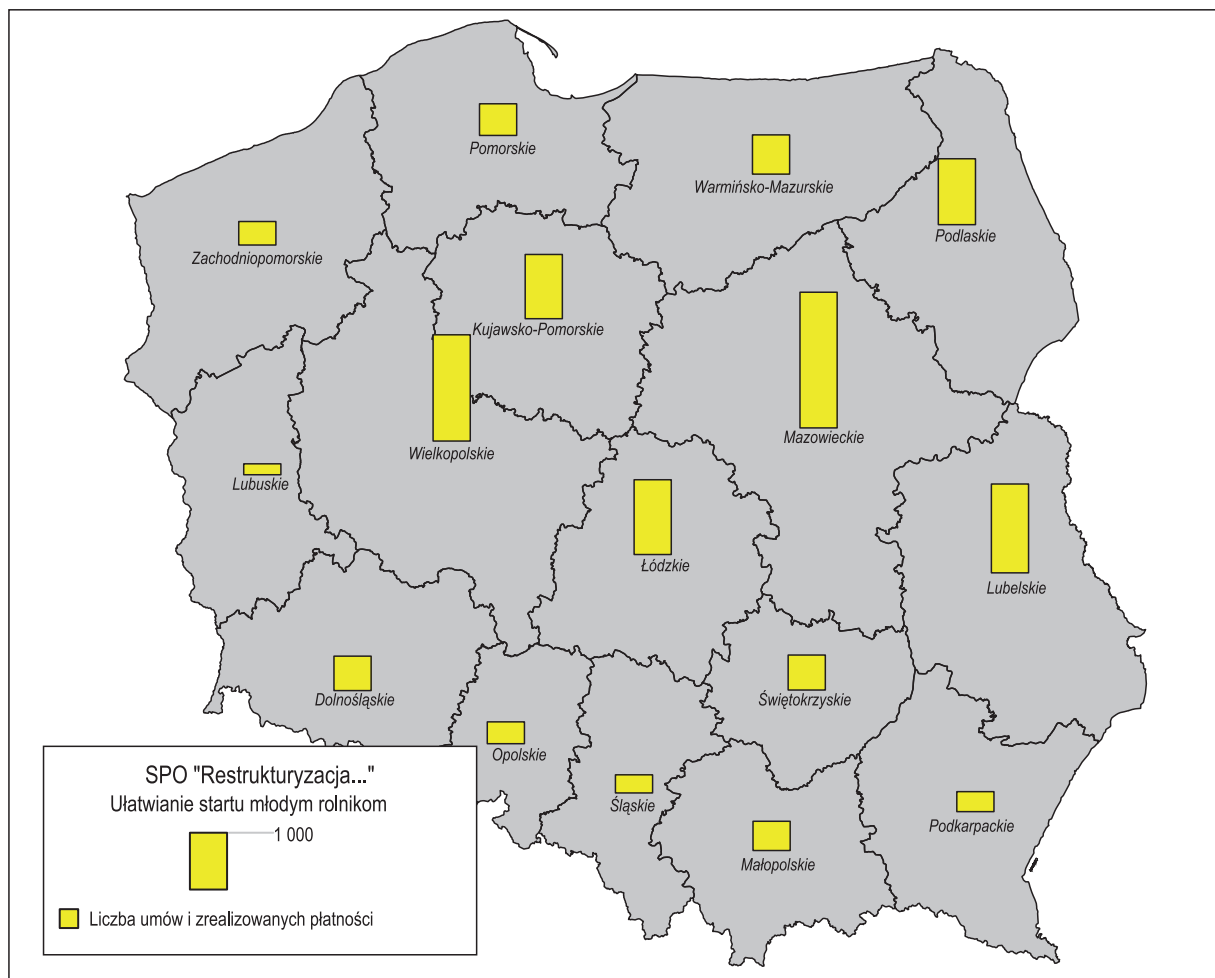 Pomorskie
Warmińsko-Mazurskie
Podlaskie
Zachodniopomorskie
Kujawsko-Pomorskie
Mazowieckie
Wielkopolskie
Lubuskie
Łódzkie
Lubelskie
Dolnośląskie
Świętokrzyskie
Opolskie
Śląskie
Podkarpackie
Małopolskie
SPO "Restrukturyzacja..."
Ułatwianie startu młodym rolnikom
1 000
Liczba umów i zrealizowanych płatności